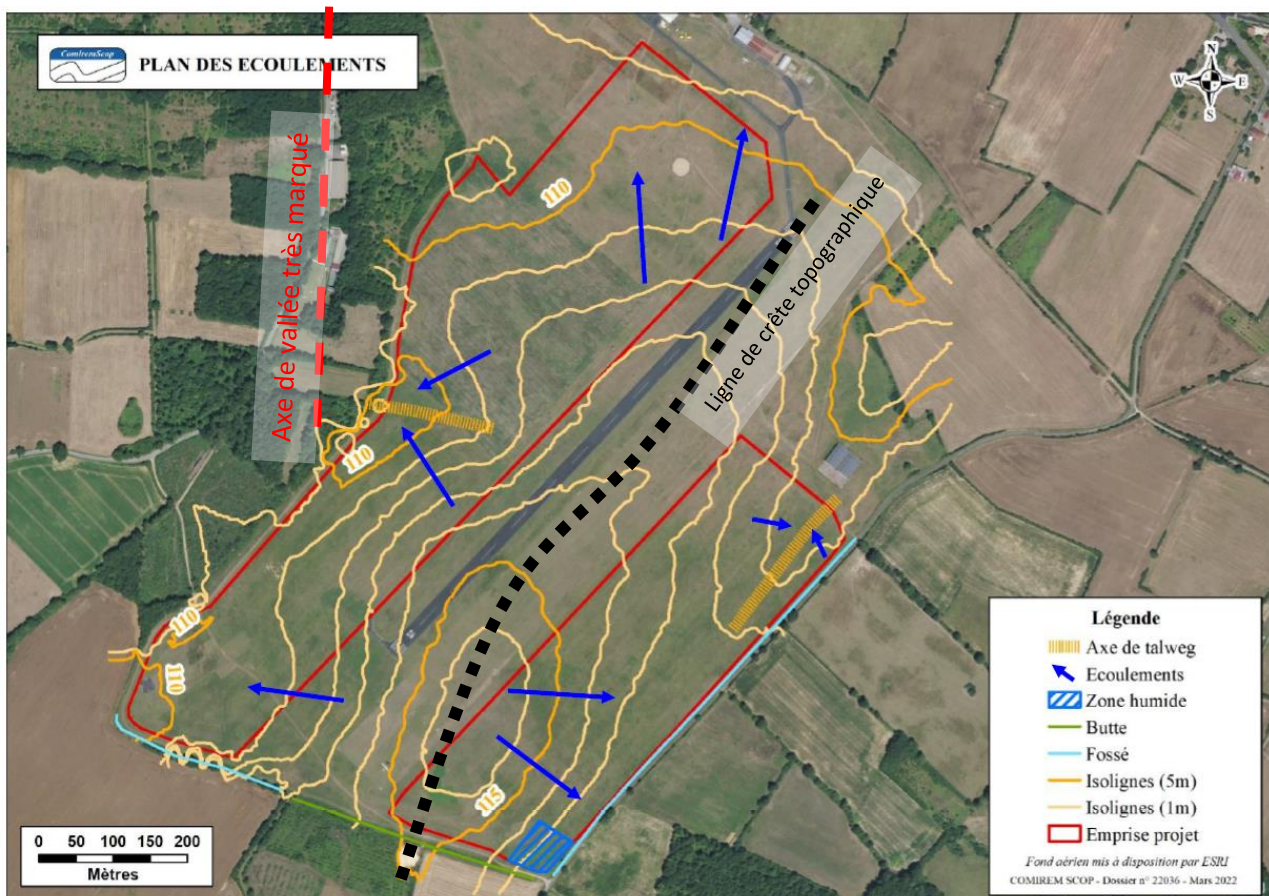 ComiremScop
PLAN DES ECOULEMENTS
N
W E
S
Axe de vallée très marqué
Ligne de crête topographique
110
110
110
110
115
0 50 100 150 200
Mètres
Légende
Axe de talweg
Ecoulements
Zone humide
Butte
Fossé
Isolignes (5m)
Isolignes (1m)
Emprise projet
Fond aérien mis à disposition par ESRI
COMIREM SCOP - Dossier n° 22036 - Mars 2022